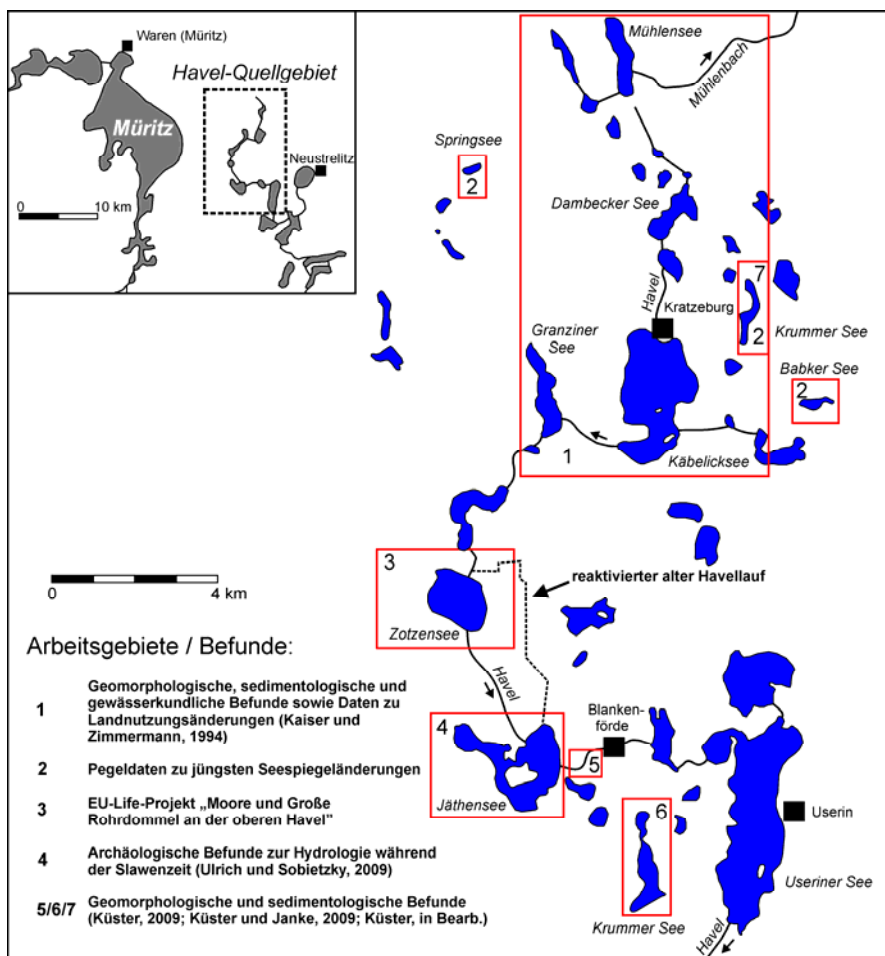 Waren (Müritz)
Havel-Quellgebiet
Müritz
Neustrelitz
0 10 km
Mühlensee
Mühlenbach
Springsee
2
Dambecker See
Havel
Kratzeburg
7
2
Krummer See
Granziner
See
Babker See
2
1
Käbelicksee
0 4 km
3
reaktivierter alter Havellauf
Zotzensee
Havel
4
Jäthensee
Blanken-
förde
5
6
Krummer See
Userin
Useriner See
Havel
Arbeitsgebiete / Befunde:
1 Geomorphologische, sedimentologische und
gewässerkundliche Befunde sowie Daten zu
Landnutzungsänderungen (Kaiser und
Zimmermann, 1994)
2 Pegeldaten zu jüngsten Seespiegeländerungen
3 EU-Life-Projekt „Moore und Große
Rohrdommel an der oberen Havel"
4 Archäologische Befunde zur Hydrologie während
der Slawenzeit (Ulrich und Sobietzky, 2009)
5/6/7 Geomorphologische und sedimentologische Befunde
(Küster, 2009; Küster und Janke, 2009; Küster, in Bearb.)